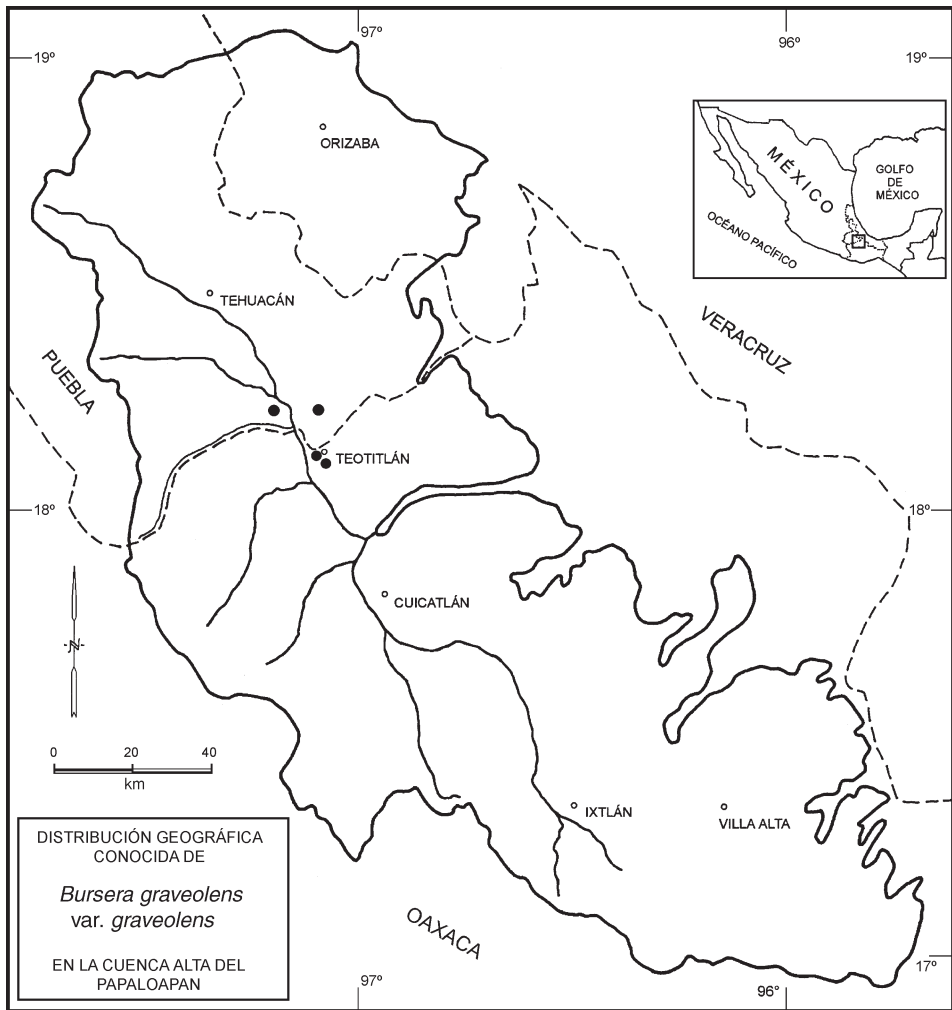 97º
96º
19º
19º
ORIZABA
MÉXICO
GOLFO
DE
MÉXICO
OCÉANO PACÍFICO
TEHUACÁN
VERACRUZ
PUEBLA
TEOTITLÁN
18º
18º
CUICATLÁN
N
0 20 40
km
IXTLÁN
VILLA ALTA
DISTRIBUCIÓN GEOGRÁFICA
CONOCIDA DE
Bursera graveolens
var. graveolens
EN LA CUENCA ALTA DEL
PAPALOAPAN
OAXACA
17º
97º
96º